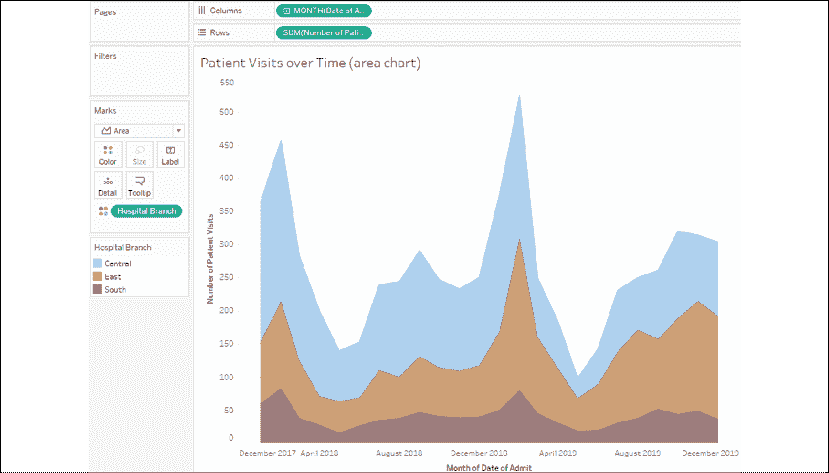 Pages
Columns
MONTH(Date of A..
Rows
SUM(Number of Pati..
Filters
Patient Visits over Time (area chart)
Marks
Area
Color
Size
Label
Detail
Tooltip
Hospital Branch
Hospital Branch
Central
East
South
Number of Patient Visits
550
500
450
400
350
300
250
200
150
100
50
0
December 2017
April 2018
August 2018
December 2018
April 2019
August 2019
December 2019
Month of Date of Admit